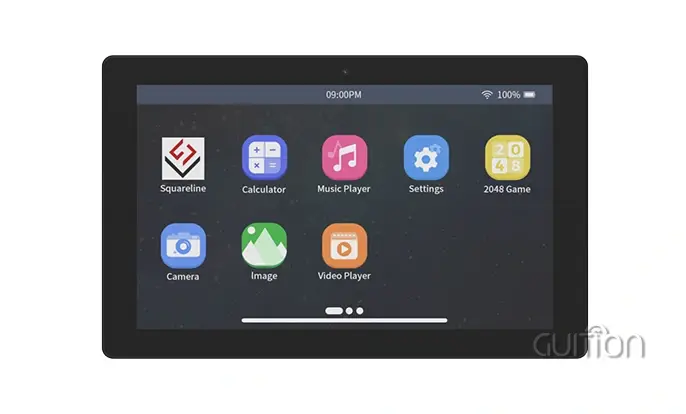 09:00PM
100%
Squareline
Calculator
Music Player
Settings
2048 Game
Camera
Image
Video Player
GUITION